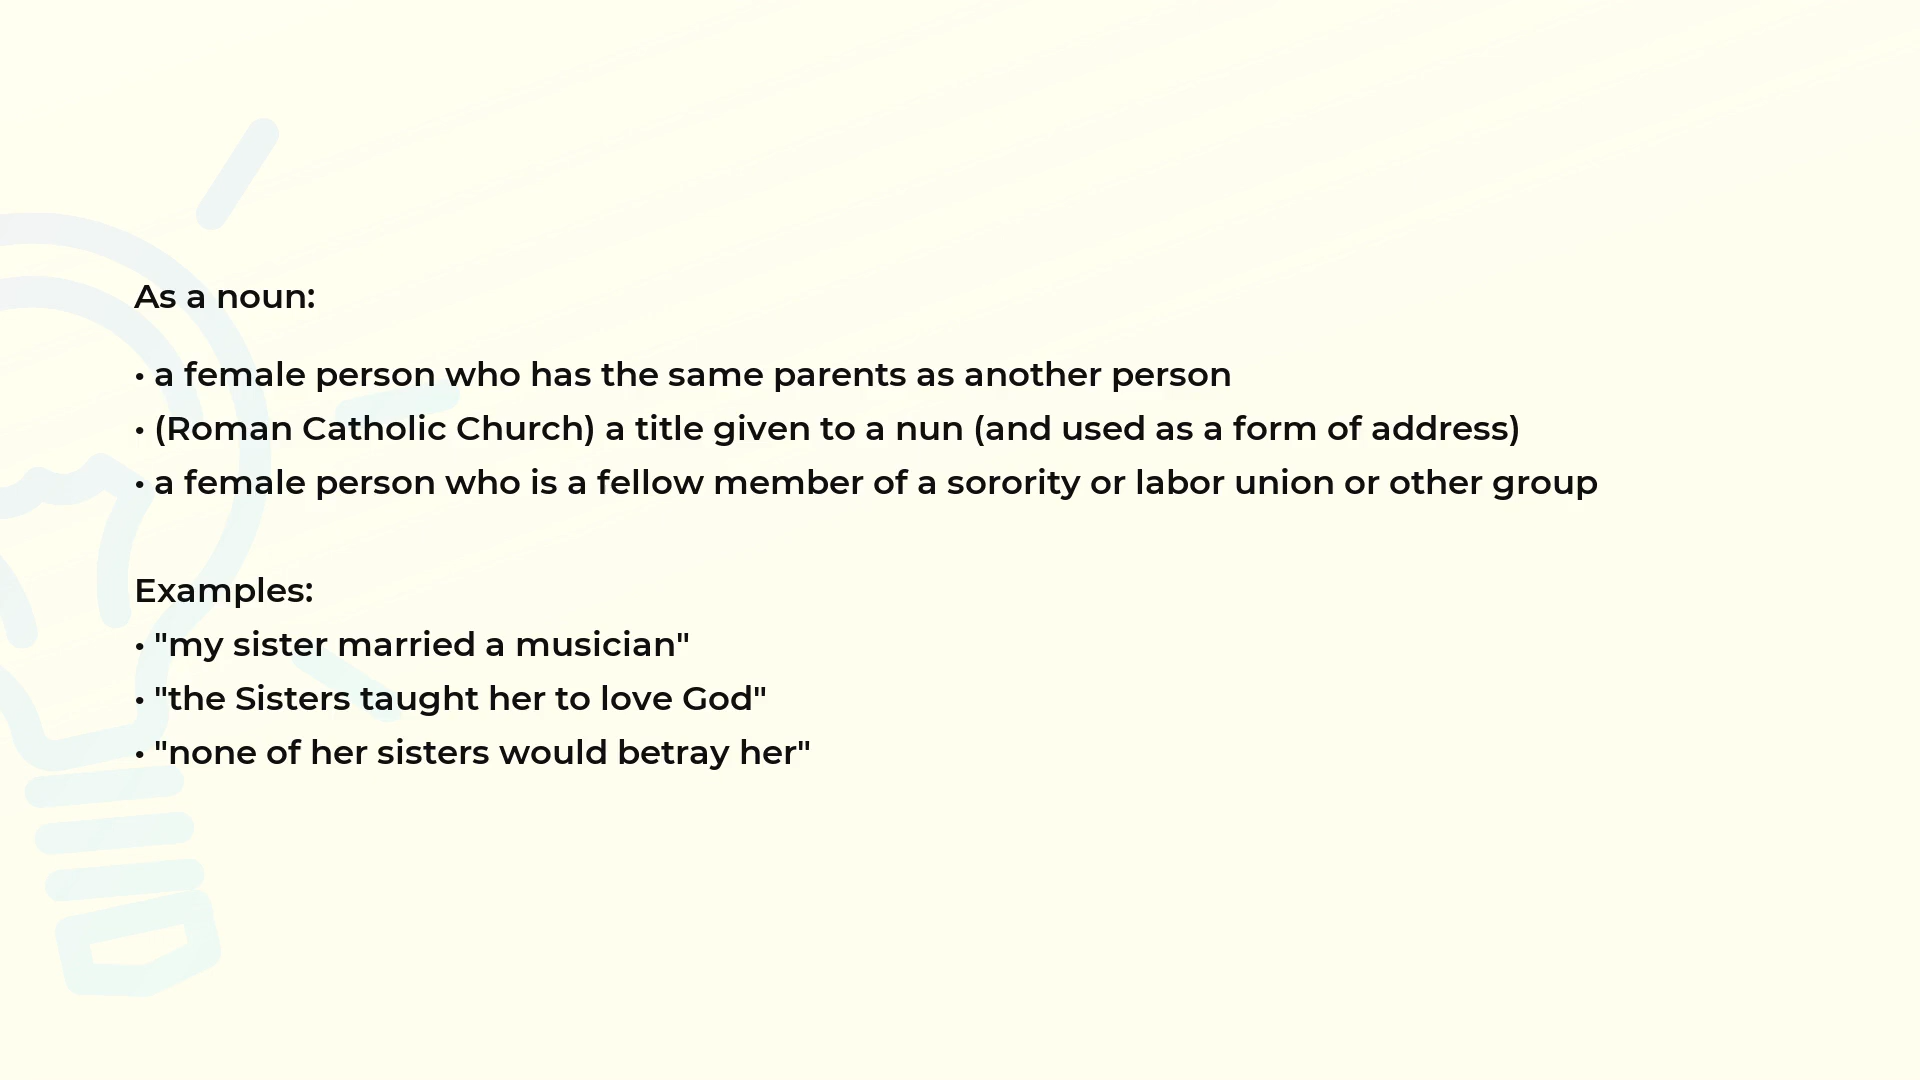 As a noun:
• a female person who has the same parents as another person
• (Roman Catholic Church) a title given to a nun (and used as a form of address)
• a female person who is a fellow member of a sorority or labor union or other group
Examples:
• "my sister married a musician"
• "the Sisters taught her to love God"
• "none of her sisters would betray her"